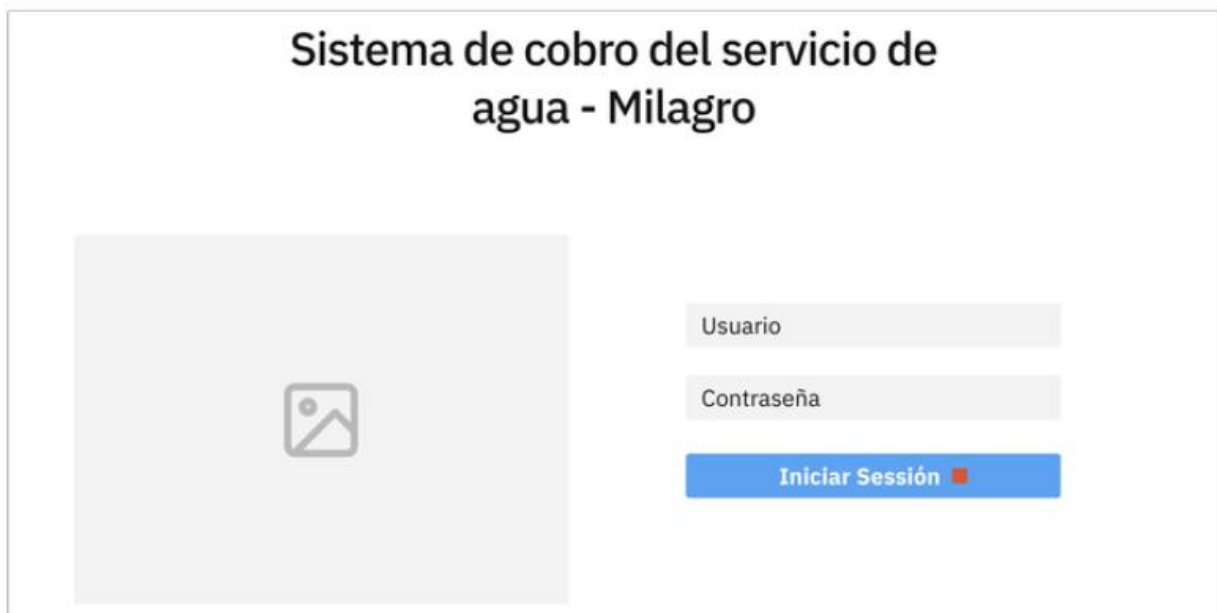 Sistema de cobro del servicio de
agua - Milagro
Usuario
Contraseña
Iniciar Sessión